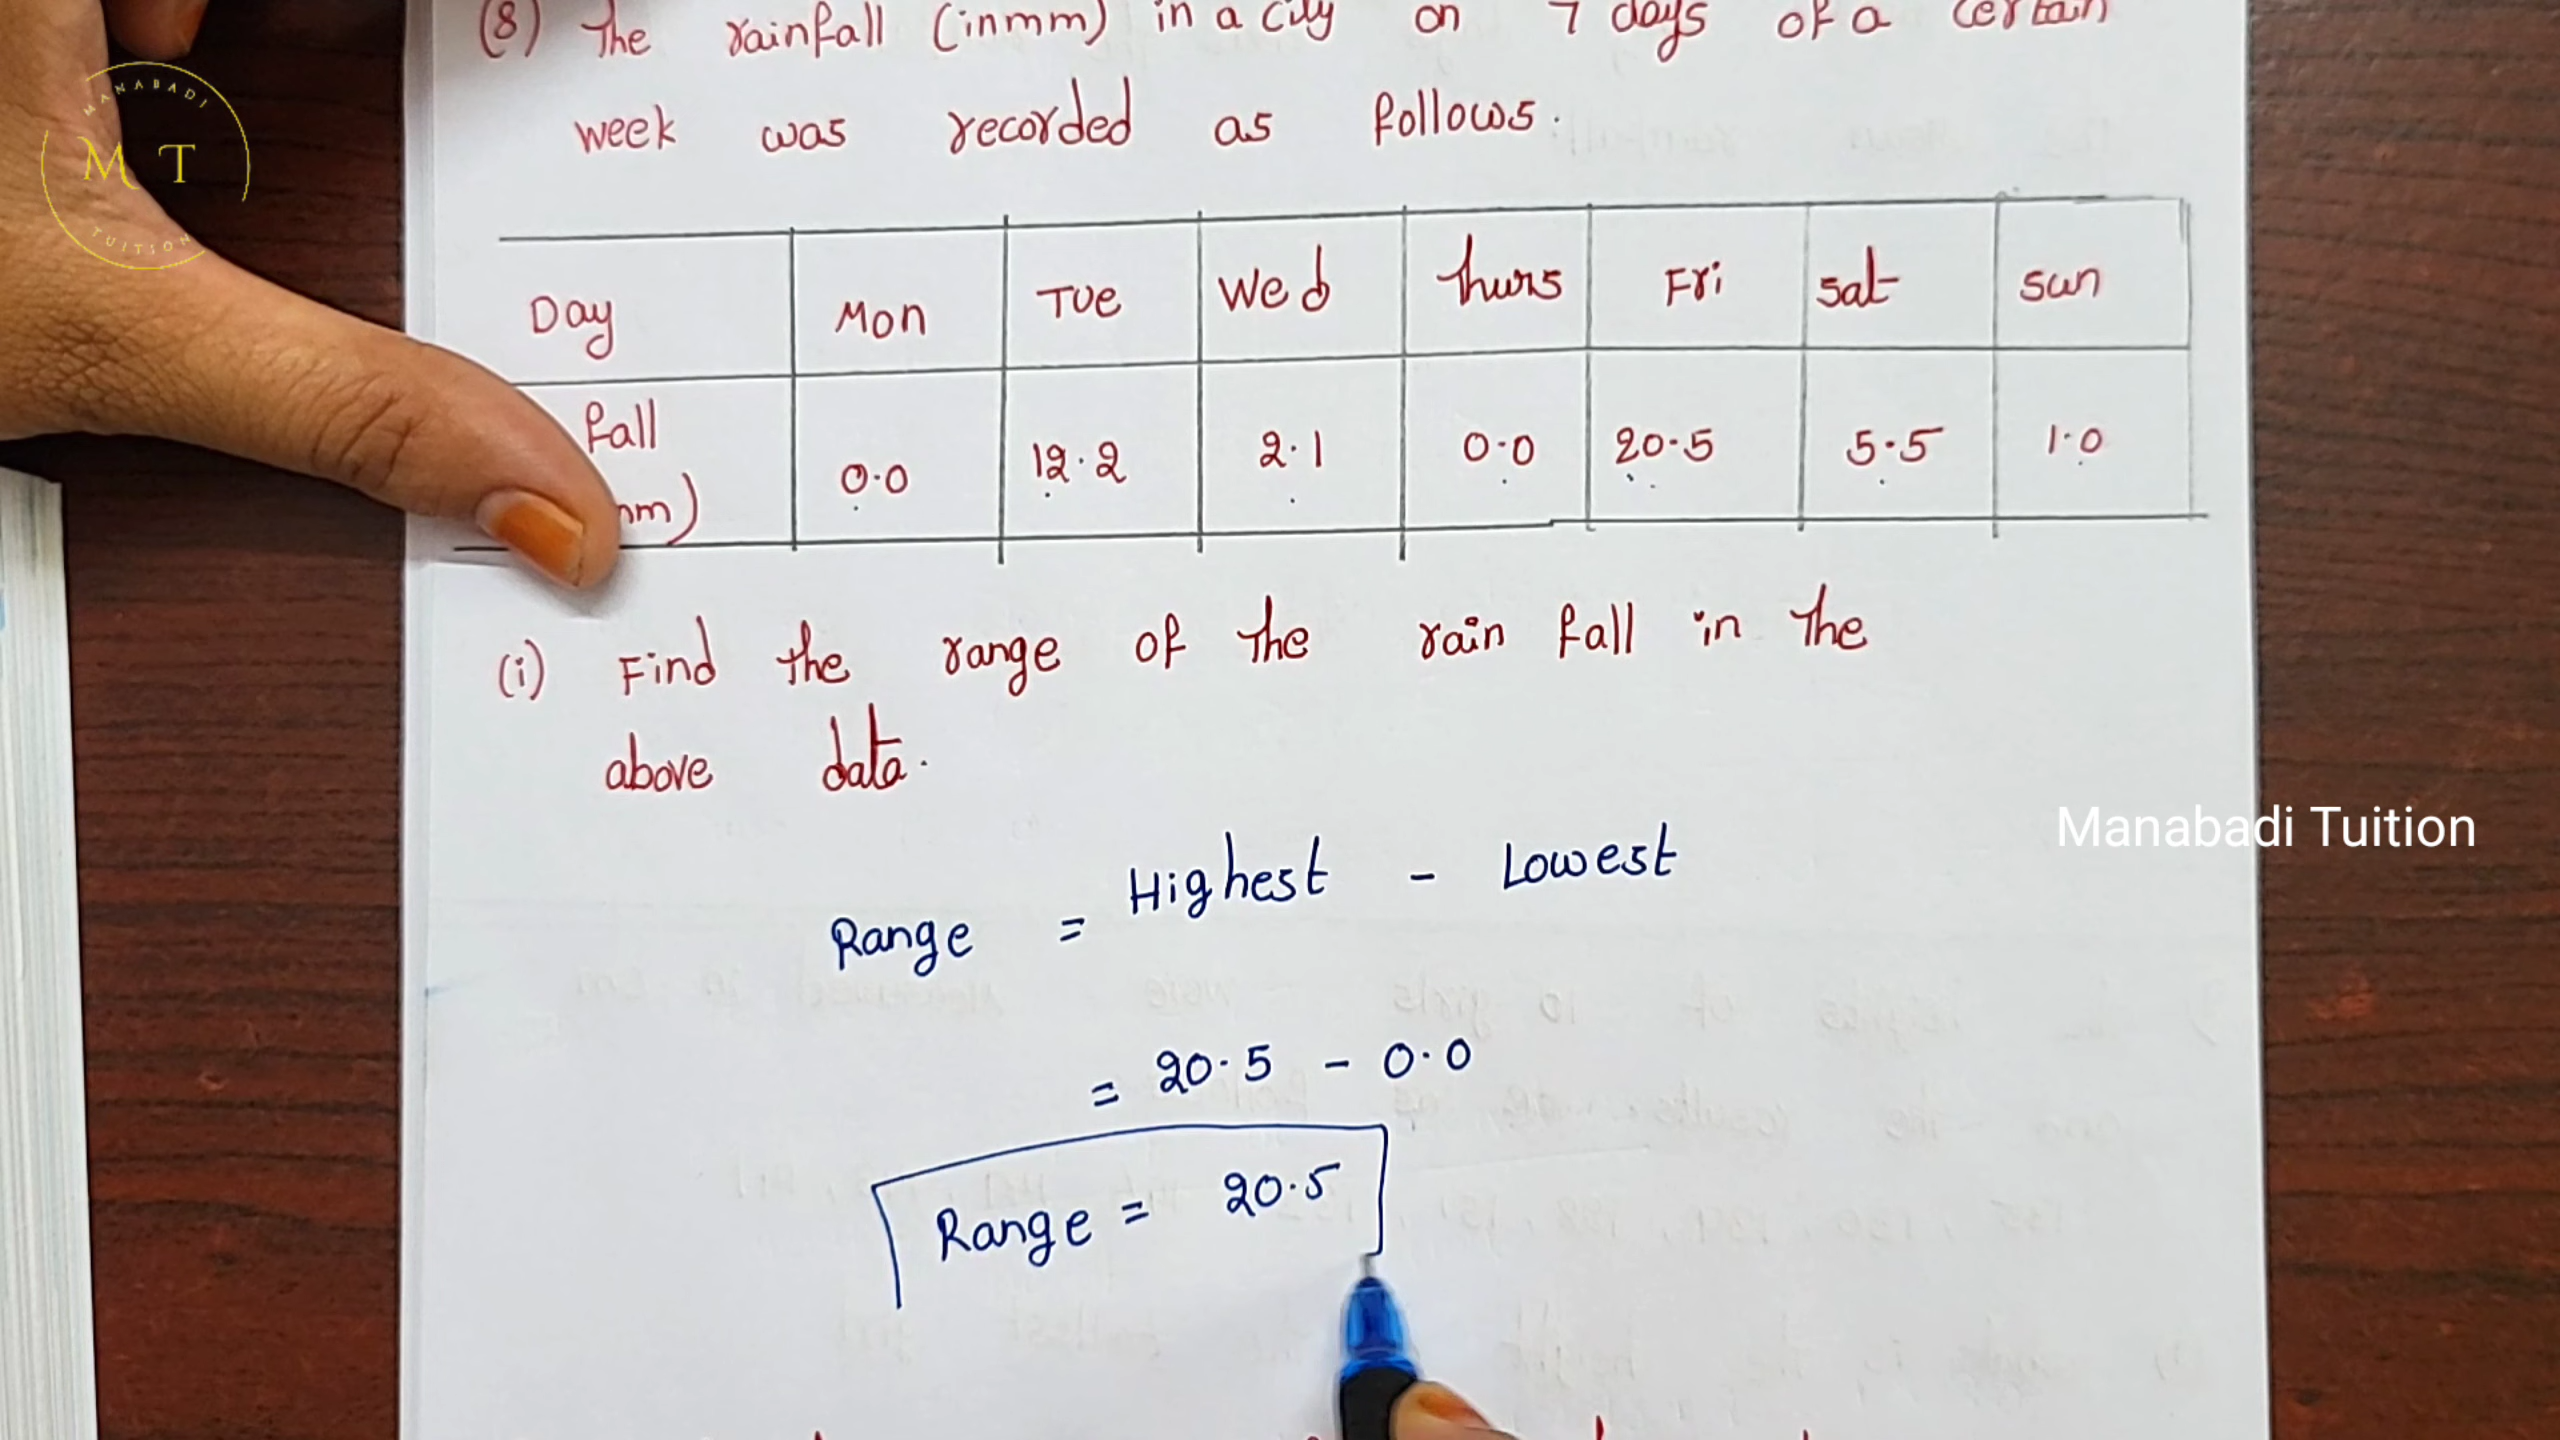 MANABADI
M T
TUITION
(8) The rainfall (inmm) in a city on 7 days of a certain
week was recorded as follows.
Day Mon Tue Wed Thurs Fri Sat Sun
fall
mm) 0.0 12.2 2.1 0.0 20.5 5.5 1.0
(i) Find the range of the rain fall in the
above data.
Manabadi Tuition
Range = Highest - Lowest
= 20.5 - 0.0
Range = 20.5